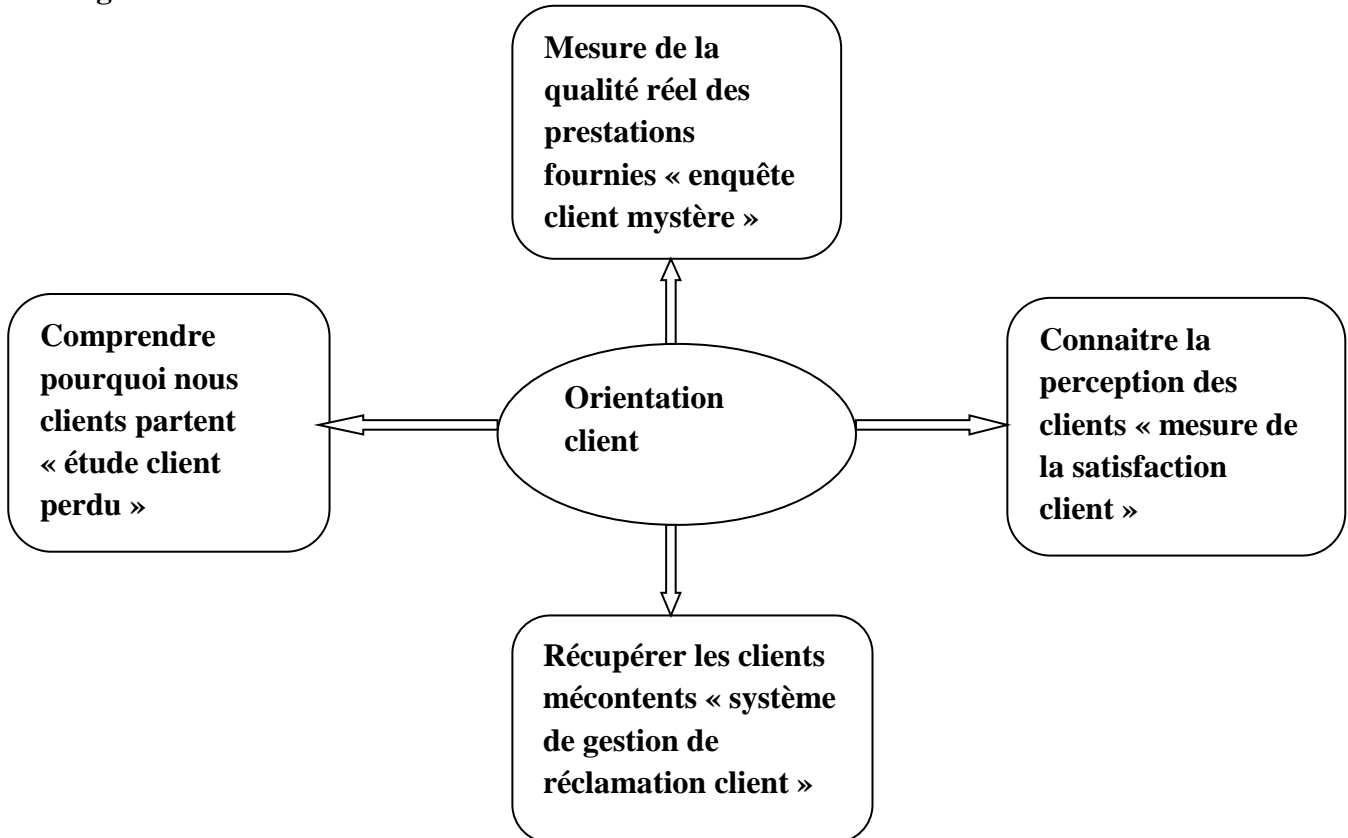 Mesure de la
qualité réel des
prestations
fournies « enquête
client mystère »
Comprendre
pourquoi nous
clients partent
« étude client
perdu »
Orientation
client
Connaitre la
perception des
clients « mesure de
la satisfaction
client »
Récupérer les clients
mécontents « système
de gestion de
réclamation client »